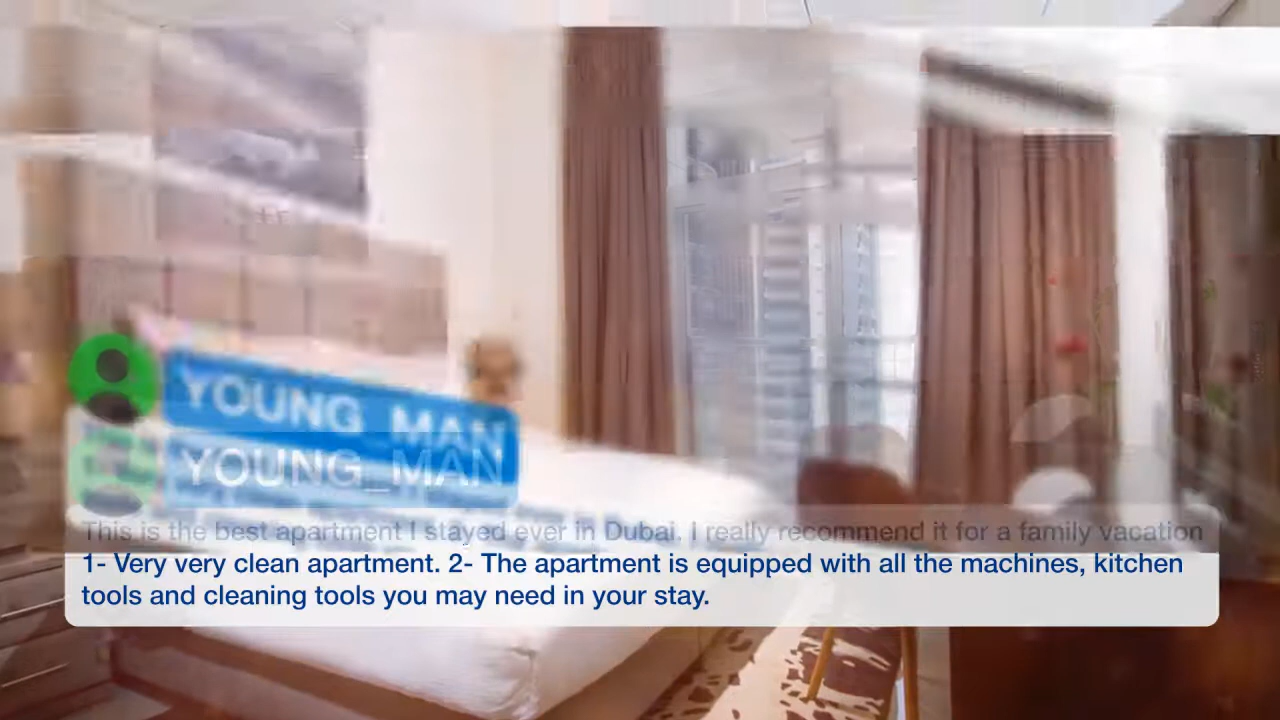 YOUNG_MAN
YOUNG_MAN
This is the best apartment I stayed ever in Dubai. I really recommend it for a family vacation
1- Very very clean apartment. 2- The apartment is equipped with all the machines, kitchen
tools and cleaning tools you may need in your stay.